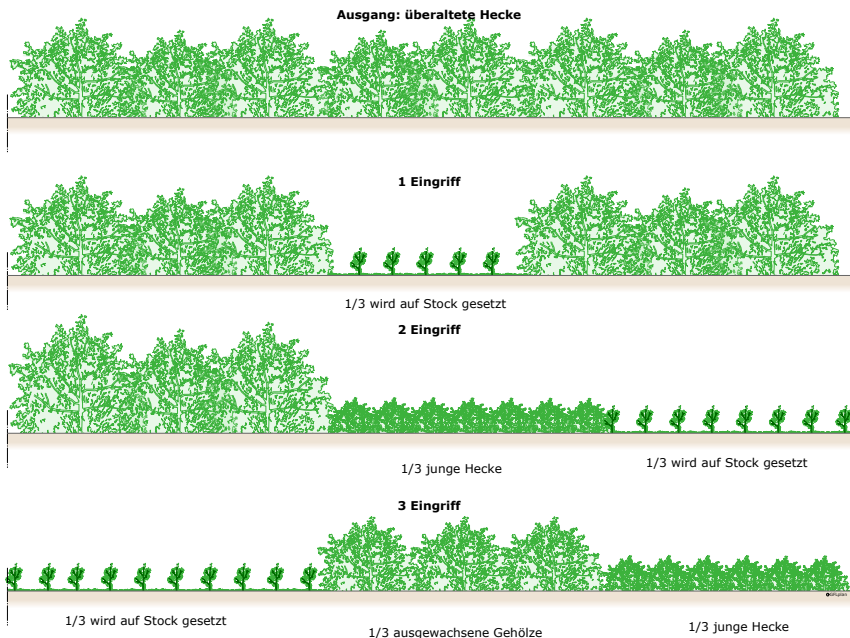 Ausgang: überaltete Hecke
1 Eingriff
1/3 wird auf Stock gesetzt
2 Eingriff
1/3 junge Hecke
1/3 wird auf Stock gesetzt
3 Eingriff
1/3 wird auf Stock gesetzt
1/3 ausgewachsene Gehölze
1/3 junge Hecke